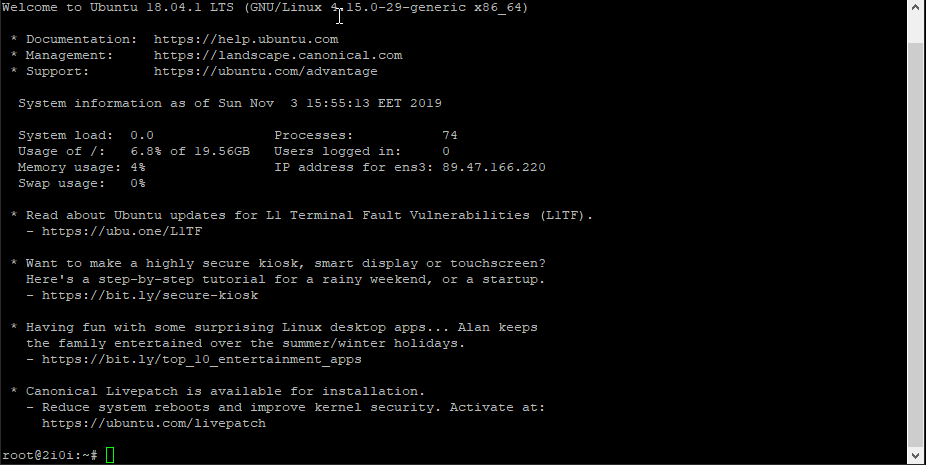 Welcome to Ubuntu 18.04.1 LTS (GNU/Linux 4.15.0-29-generic x86_64)
* Documentation:  https://help.ubuntu.com
* Management:     https://landscape.canonical.com
* Support:        https://ubuntu.com/advantage
System information as of Sun Nov  3 15:55:13 EET 2019
System load:  0.0               Processes:           74
Usage of /:   6.8% of 19.56GB   Users logged in:     0
Memory usage: 4%                IP address for ens3: 89.47.166.220
Swap usage:   0%
* Read about Ubuntu updates for L1 Terminal Fault Vulnerabilities (L1TF).
- https://ubu.one/L1TF
* Want to make a highly secure kiosk, smart display or touchscreen?
Here's a step-by-step tutorial for a rainy weekend, or a startup.
- https://bit.ly/secure-kiosk
* Having fun with some surprising Linux desktop apps... Alan keeps
the family entertained over the summer/winter holidays.
- https://bit.ly/top_10_entertainment_apps
* Canonical Livepatch is available for installation.
- Reduce system reboots and improve kernel security. Activate at:
https://ubuntu.com/livepatch
root@2i0i:~#